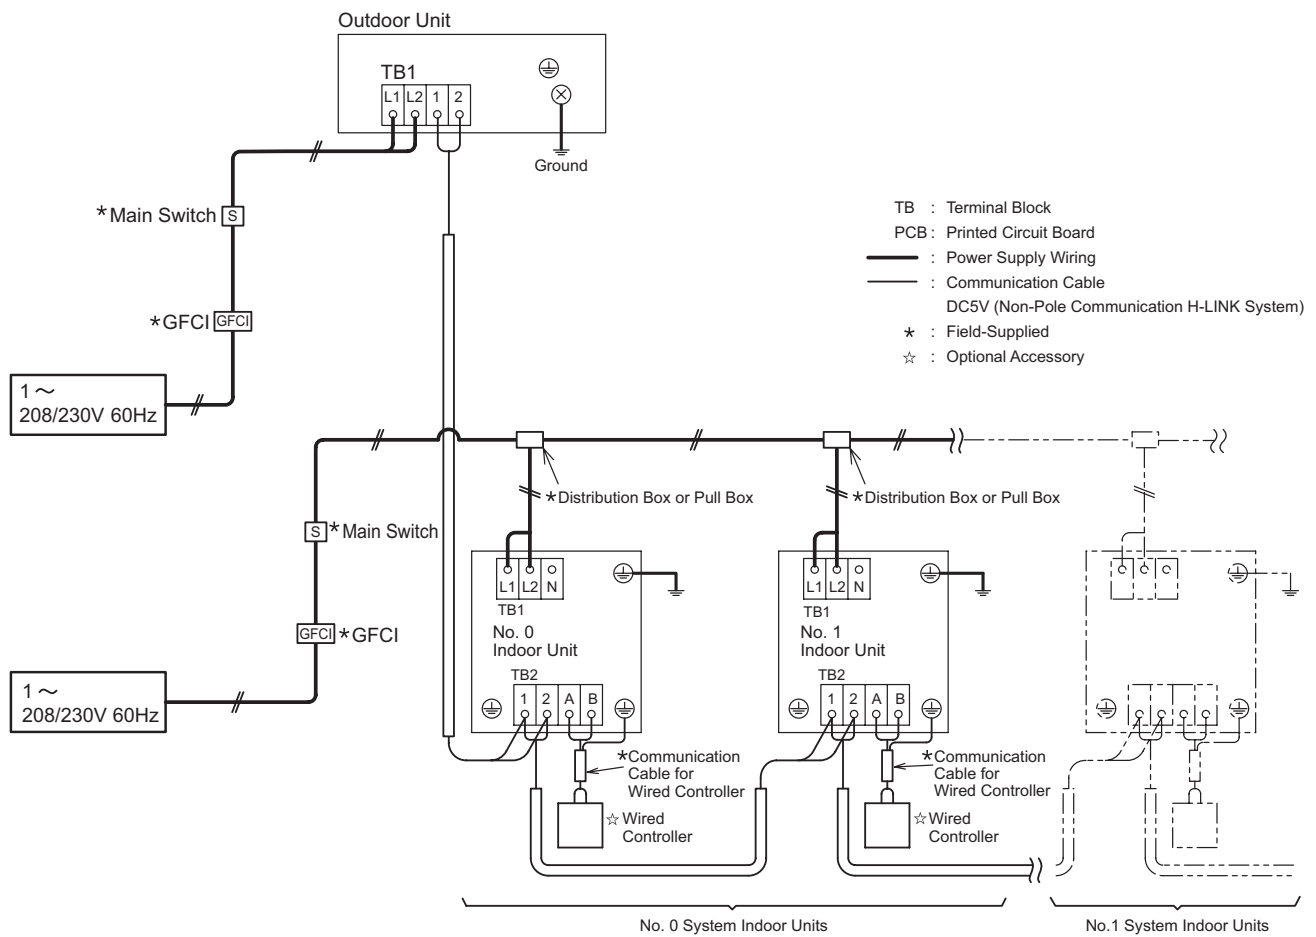 Outdoor Unit
TB1
L1 L2 1 2
Ground
*Main Switch S
*GFCI GFCI
1～
208/230V 60Hz
TB : Terminal Block
PCB : Printed Circuit Board
: Power Supply Wiring
: Communication Cable
DC5V (Non-Pole Communication H-LINK System)
* : Field-Supplied
☆ : Optional Accessory
*Distribution Box or Pull Box
*Distribution Box or Pull Box
S *Main Switch
GFCI *GFCI
1～
208/230V 60Hz
L1 L2 N
TB1
No. 0
Indoor Unit
TB2
1 2 A B
*Communication
Cable for
Wired Controller
☆Wired
Controller
L1 L2 N
TB1
No. 1
Indoor Unit
TB2
1 2 A B
*Communication
Cable for
Wired Controller
☆Wired
Controller
No. 0 System Indoor Units
No.1 System Indoor Units